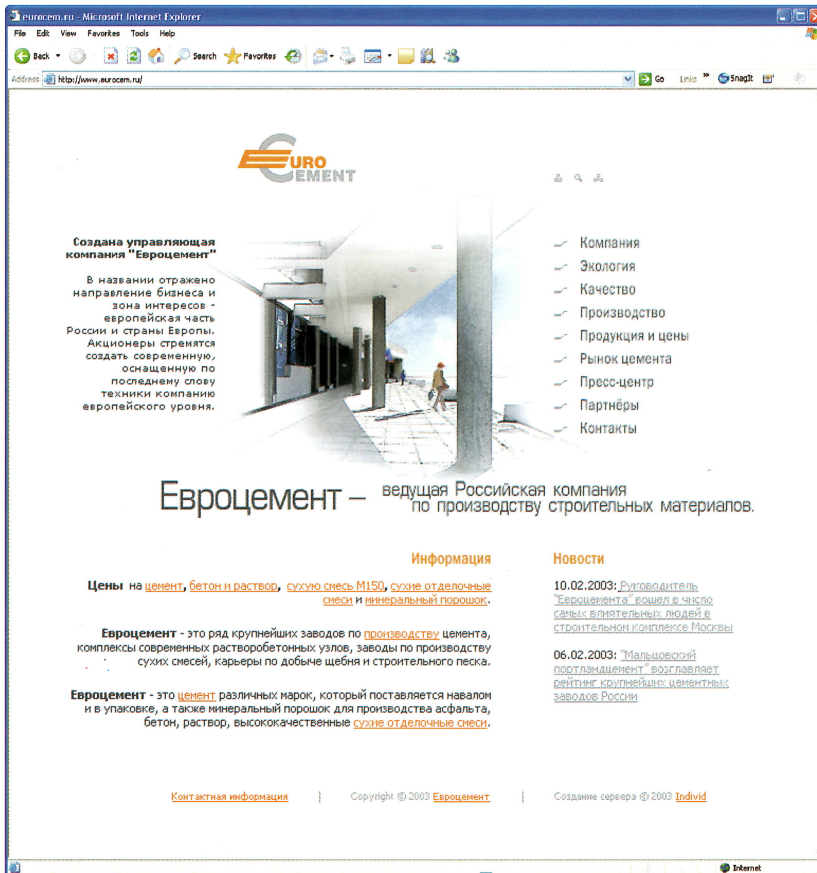 eurocem.ru - Microsoft Internet Explorer
File Edit View Favorites Tools Help
Back Search Favorites
Address http://www.eurocem.ru/ Go Links » SnagIt
EURO
CEMENT
Создана управляющая
компания "Евроцемент"
В названии отражено
направление бизнеса и
зона интересов -
европейская часть
России и страны Европы.
Акционеры стремятся
создать современную,
оснащенную по
последнему слову
техники компанию
европейского уровня.
Компания
Экология
Качество
Производство
Продукция и цены
Рынок цемента
Пресс-центр
Партнёры
Контакты
Евроцемент – ведущая Российская компания
по производству строительных материалов.
Информация
Цены на цемент, бетон и раствор, сухую смесь М150, сухие отделочные
смеси и минеральный порошок.
Евроцемент - это ряд крупнейших заводов по производству цемента,
комплексы современных растворобетонных узлов, заводы по производству
сухих смесей, карьеры по добыче щебня и строительного песка.
Евроцемент - это цемент различных марок, который поставляется навалом
и в упаковке, а также минеральный порошок для производства асфальта,
бетон, раствор, высококачественные сухие отделочные смеси.
Новости
10.02.2003: Руководитель
"Евроцемента" вошел в число
самых влиятельных людей в
строительном комплексе Москвы
06.02.2003: "Мальцовский
портландцемент" возглавляет
рейтинг крупнейших цементных
заводов России
Контактная информация | Copyright © 2003 Евроцемент | Создание сервера © 2003 Individ
Internet